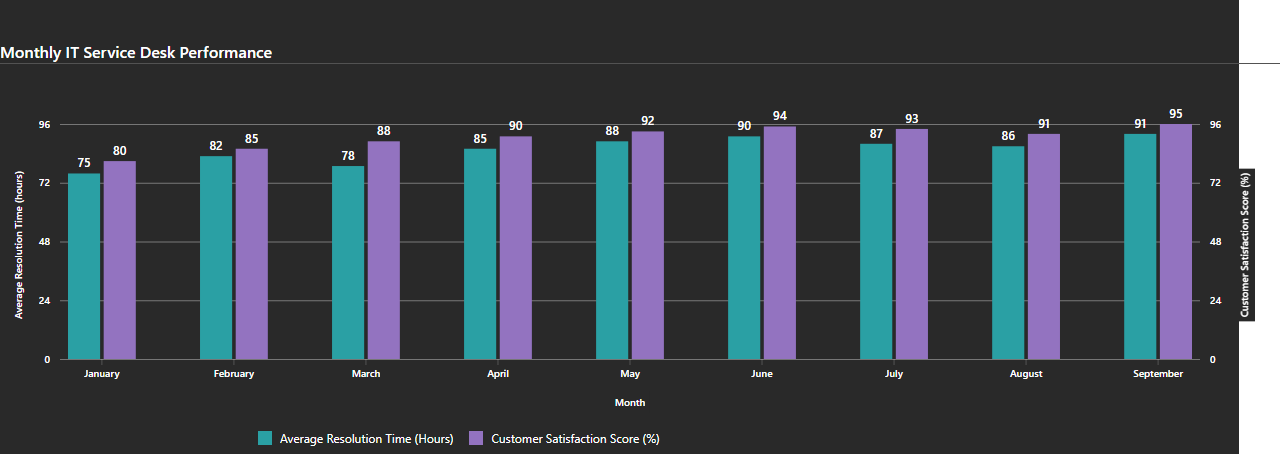 Monthly IT Service Desk Performance
Average Resolution Time (hours)
96
72
48
24
0
75 80 82 85 78 88 85 90 88 92 90 94 87 93 86 91 91 95
96
72
48
24
0
Customer Satisfaction Score (%)
January February March April May June July August September
Month
Average Resolution Time (Hours) Customer Satisfaction Score (%)